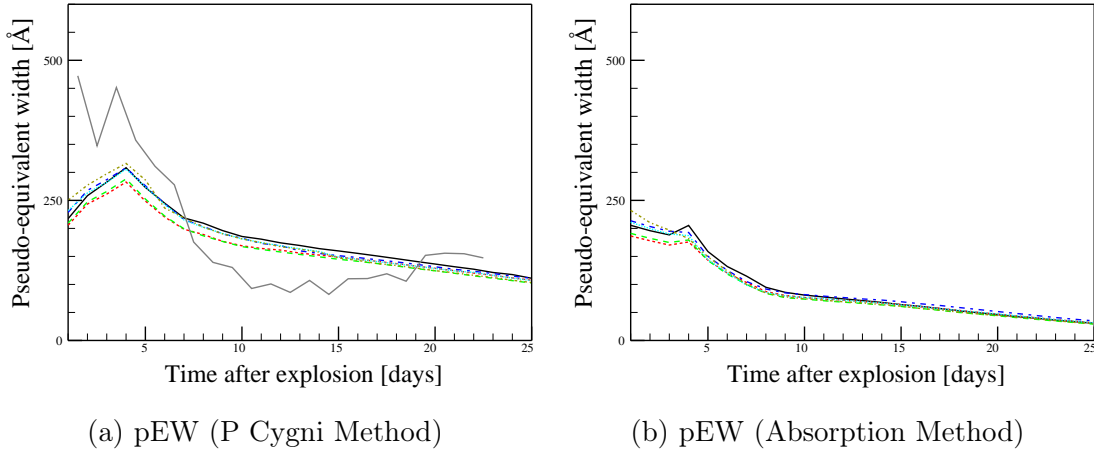 Pseudo-equivalent width [Å]
500
250
0
5
10
15
20
25
Time after explosion [days]
(a) pEW (P Cygni Method)
Pseudo-equivalent width [Å]
500
250
0
5
10
15
20
25
Time after explosion [days]
(b) pEW (Absorption Method)